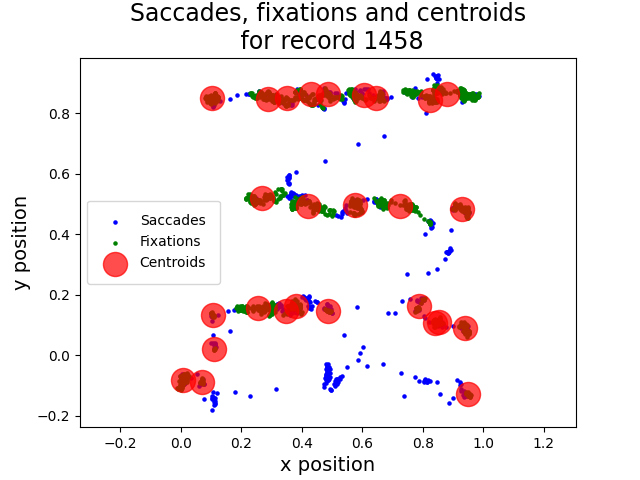 Saccades, fixations and centroids
for record 1458
y position
0.8
0.6
0.4
0.2
0.0
−0.2
Saccades
Fixations
Centroids
−0.2
0.0
0.2
0.4
0.6
0.8
1.0
1.2
x position